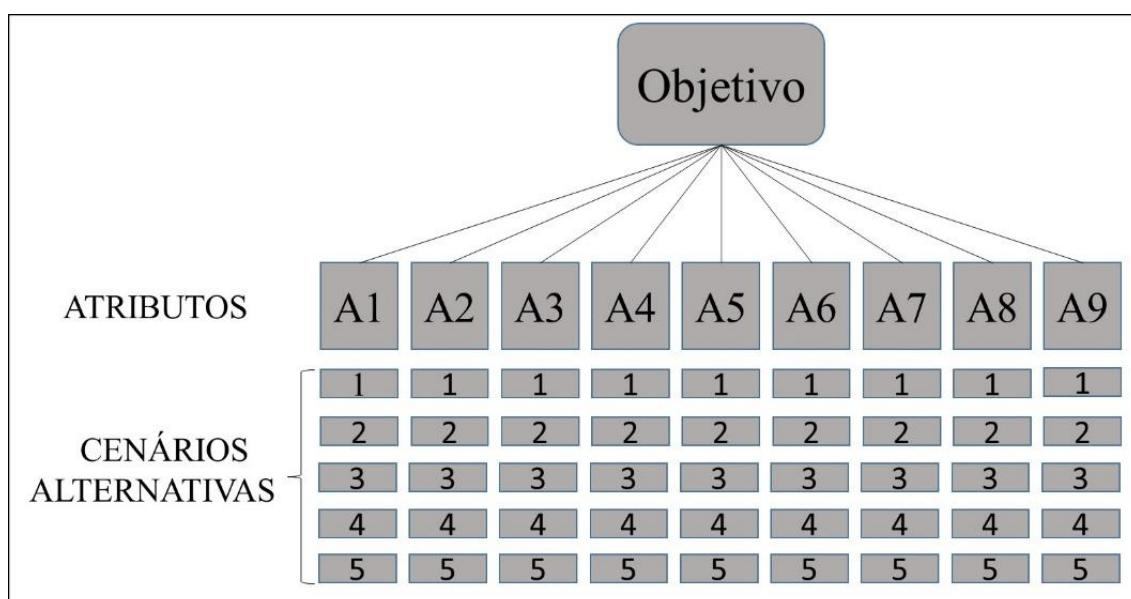 Objetivo
ATRIBUTOS A1 A2 A3 A4 A5 A6 A7 A8 A9
1 1 1 1 1 1 1 1 1
CENÁRIOS
ALTERNATIVAS
2 2 2 2 2 2 2 2 2
3 3 3 3 3 3 3 3 3
4 4 4 4 4 4 4 4 4
5 5 5 5 5 5 5 5 5